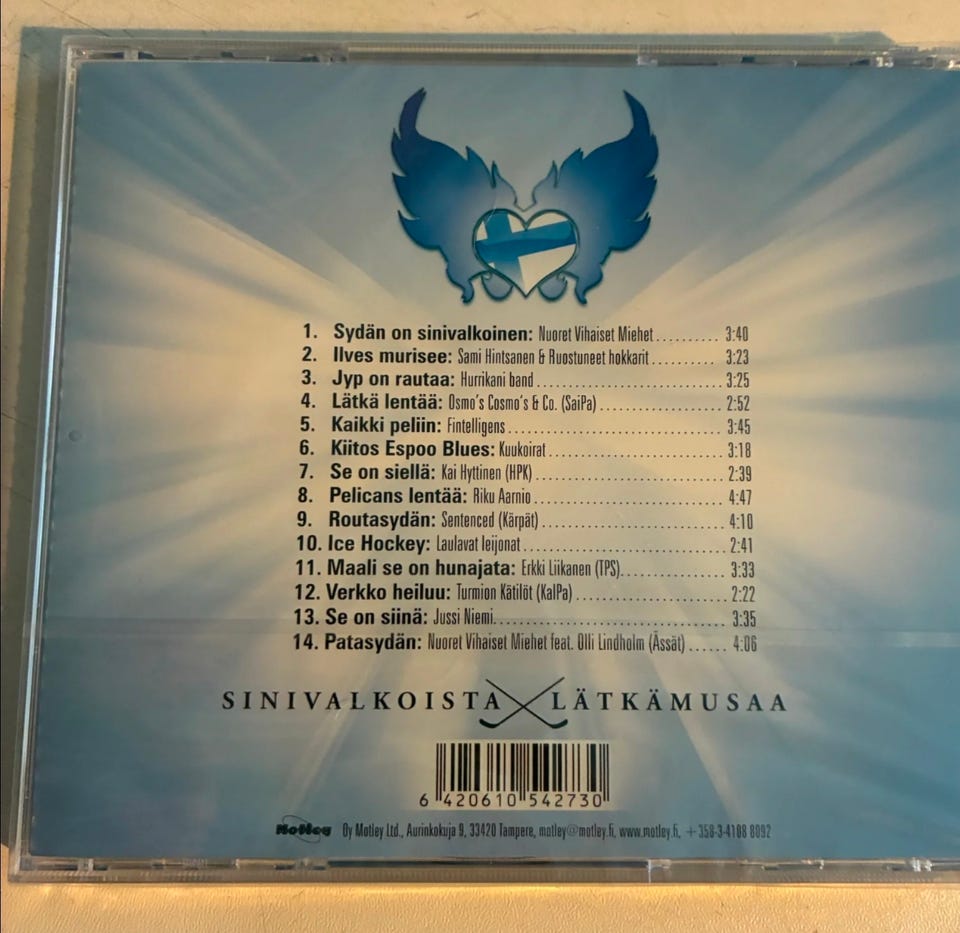 1. Sydän on sinivalkoinen: Nuoret Vihaiset Miehet.......... 3:40
2. Ilves murisee: Sami Hintsanen & Ruostuneet hokkarit.......... 3:23
3. Jyp on rautaa: Hurrikani band.............................. 3:25
4. Lätkä lentää: Osmo's Cosmo's & Co. (SaiPa).................... 2:52
5. Kaikki peliin: Fintelligens................................... 3:45
6. Kiitos Espoo Blues: Kuukoirat............................ 3:18
7. Se on siellä: Kai Hyttinen (HPK)............................ 2:39
8. Pelicans lentää: Riku Aarnio............................. 4:47
9. Routasydän: Sentenced (Kärpät)............................ 4:10
10. Ice Hockey: Laulavat leijonat.............................. 2:41
11. Maali se on hunajata: Erkki Liikanen (TPS)................. 3:33
12. Verkko heiluu: Turmion Kätilöt (KalPa)....................... 2:22
13. Se on siinä: Jussi Niemi................................... 3:35
14. Patasydän: Nuoret Vihaiset Miehet feat. Olli Lindholm (Ässät)...... 4:06
SINIVALKOISTA LÄTKÄMUSAA
6 420610 542730
Motley Oy Motley Ltd., Aurinkokuja 9, 33420 Tampere, motley@motley.fi, www.motley.fi, +358-3-4108 8092